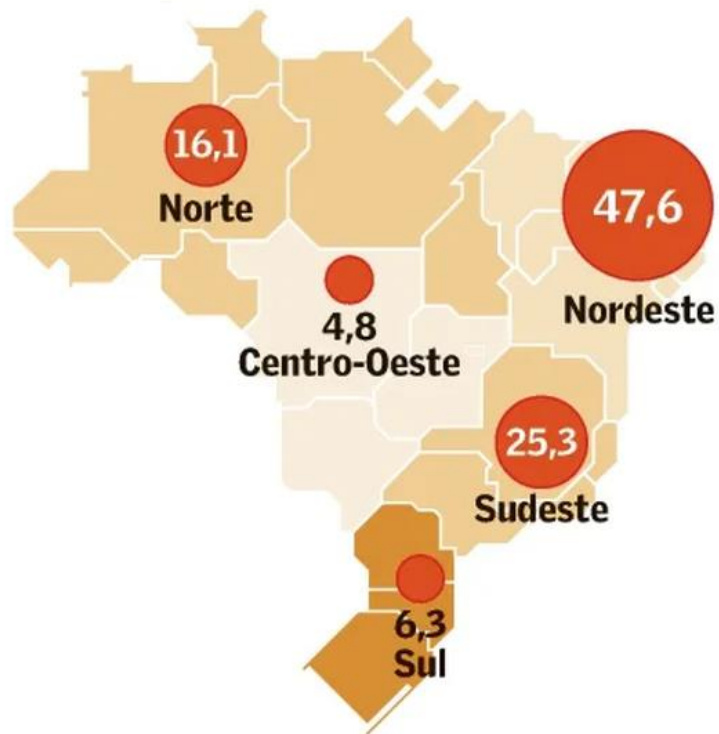 16,1
Norte
47,6
Nordeste
4,8
Centro-Oeste
25,3
Sudeste
6,3
Sul